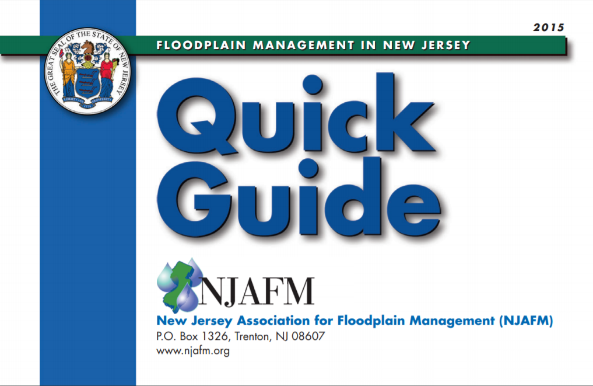 2015
FLOODPLAIN MANAGEMENT IN NEW JERSEY
THE GREAT SEAL OF THE STATE OF NEW JERSEY
Quick
Guide
NJAFM
New Jersey Association for Floodplain Management (NJAFM)
P.O. Box 1326, Trenton, NJ 08607
www.njafm.org